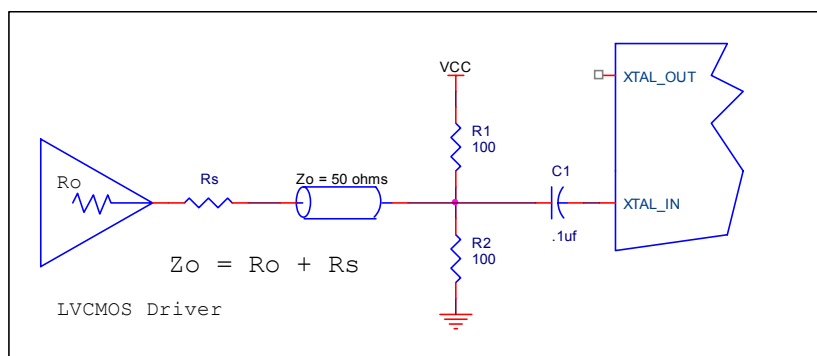 VCC
XTAL_OUT
R1
100
Ro
Rs
Zo = 50 ohms
C1
XTAL_IN
.1uf
R2
100
Zo = Ro + Rs
LVCMOS Driver